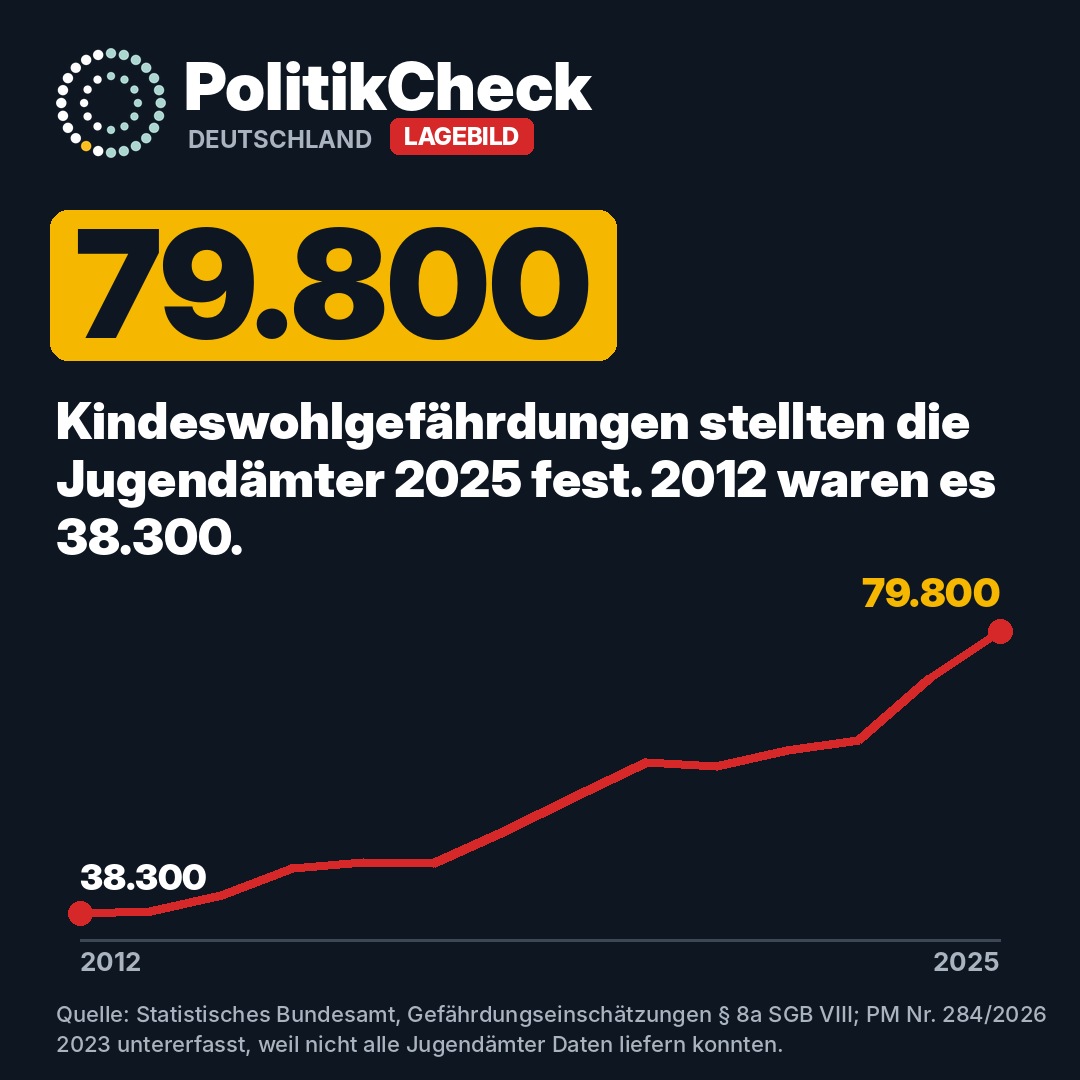 PolitikCheck
DEUTSCHLAND LAGEBILD
79.800
Kindeswohlgefährdungen stellten die
Jugendämter 2025 fest. 2012 waren es
38.300.
79.800
38.300
2012 2025
Quelle: Statistisches Bundesamt, Gefährdungseinschätzungen § 8a SGB VIII; PM Nr. 284/2026
2023 untererfasst, weil nicht alle Jugendämter Daten liefern konnten.